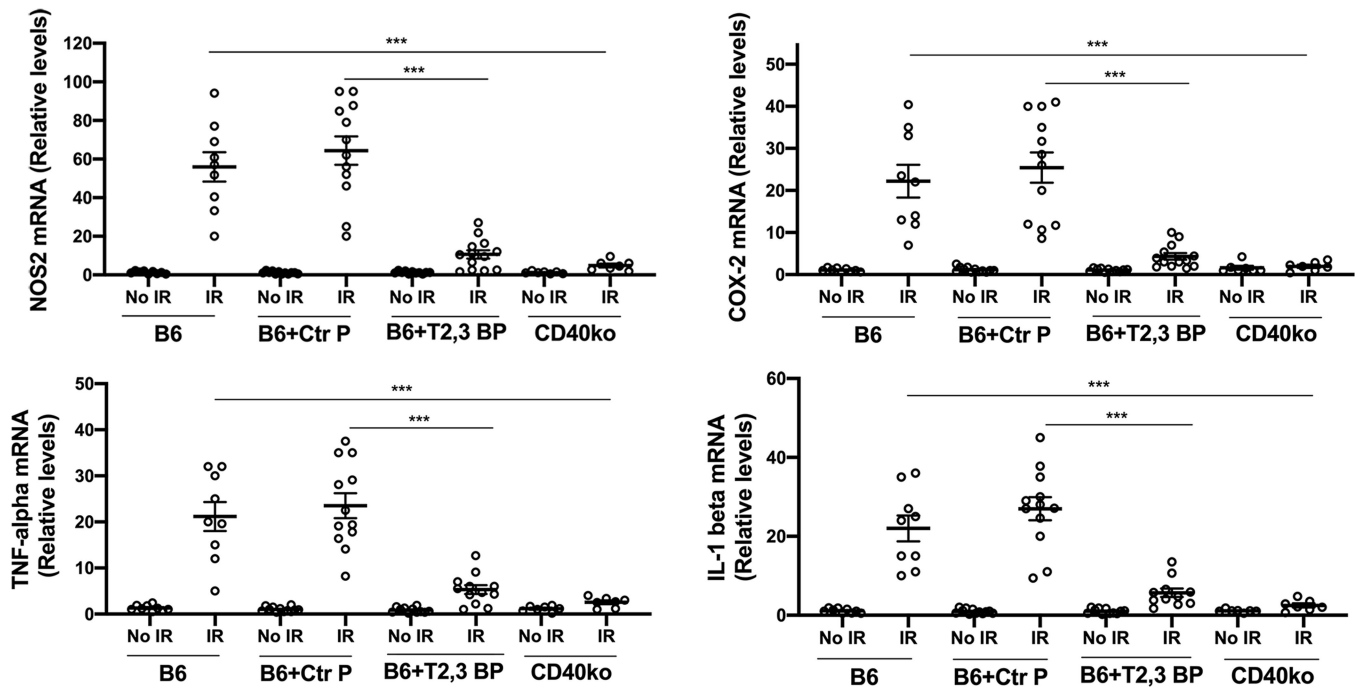 NOS2 mRNA (Relative levels)
120
100
80
60
40
20
0
***
***
No IR IR No IR IR No IR IR No IR IR
B6 B6+Ctr P B6+T2,3 BP CD40ko
COX-2 mRNA (Relative levels)
50
40
30
20
10
0
***
***
No IR IR No IR IR No IR IR No IR IR
B6 B6+Ctr P B6+T2,3 BP CD40ko
TNF-alpha mRNA
(Relative levels)
50
40
30
20
10
0
***
***
No IR IR No IR IR No IR IR No IR IR
B6 B6+Ctr P B6+T2,3 BP CD40ko
IL-1 beta mRNA
(Relative levels)
60
40
20
0
***
***
No IR IR No IR IR No IR IR No IR IR
B6 B6+Ctr P B6+T2,3 BP CD40ko